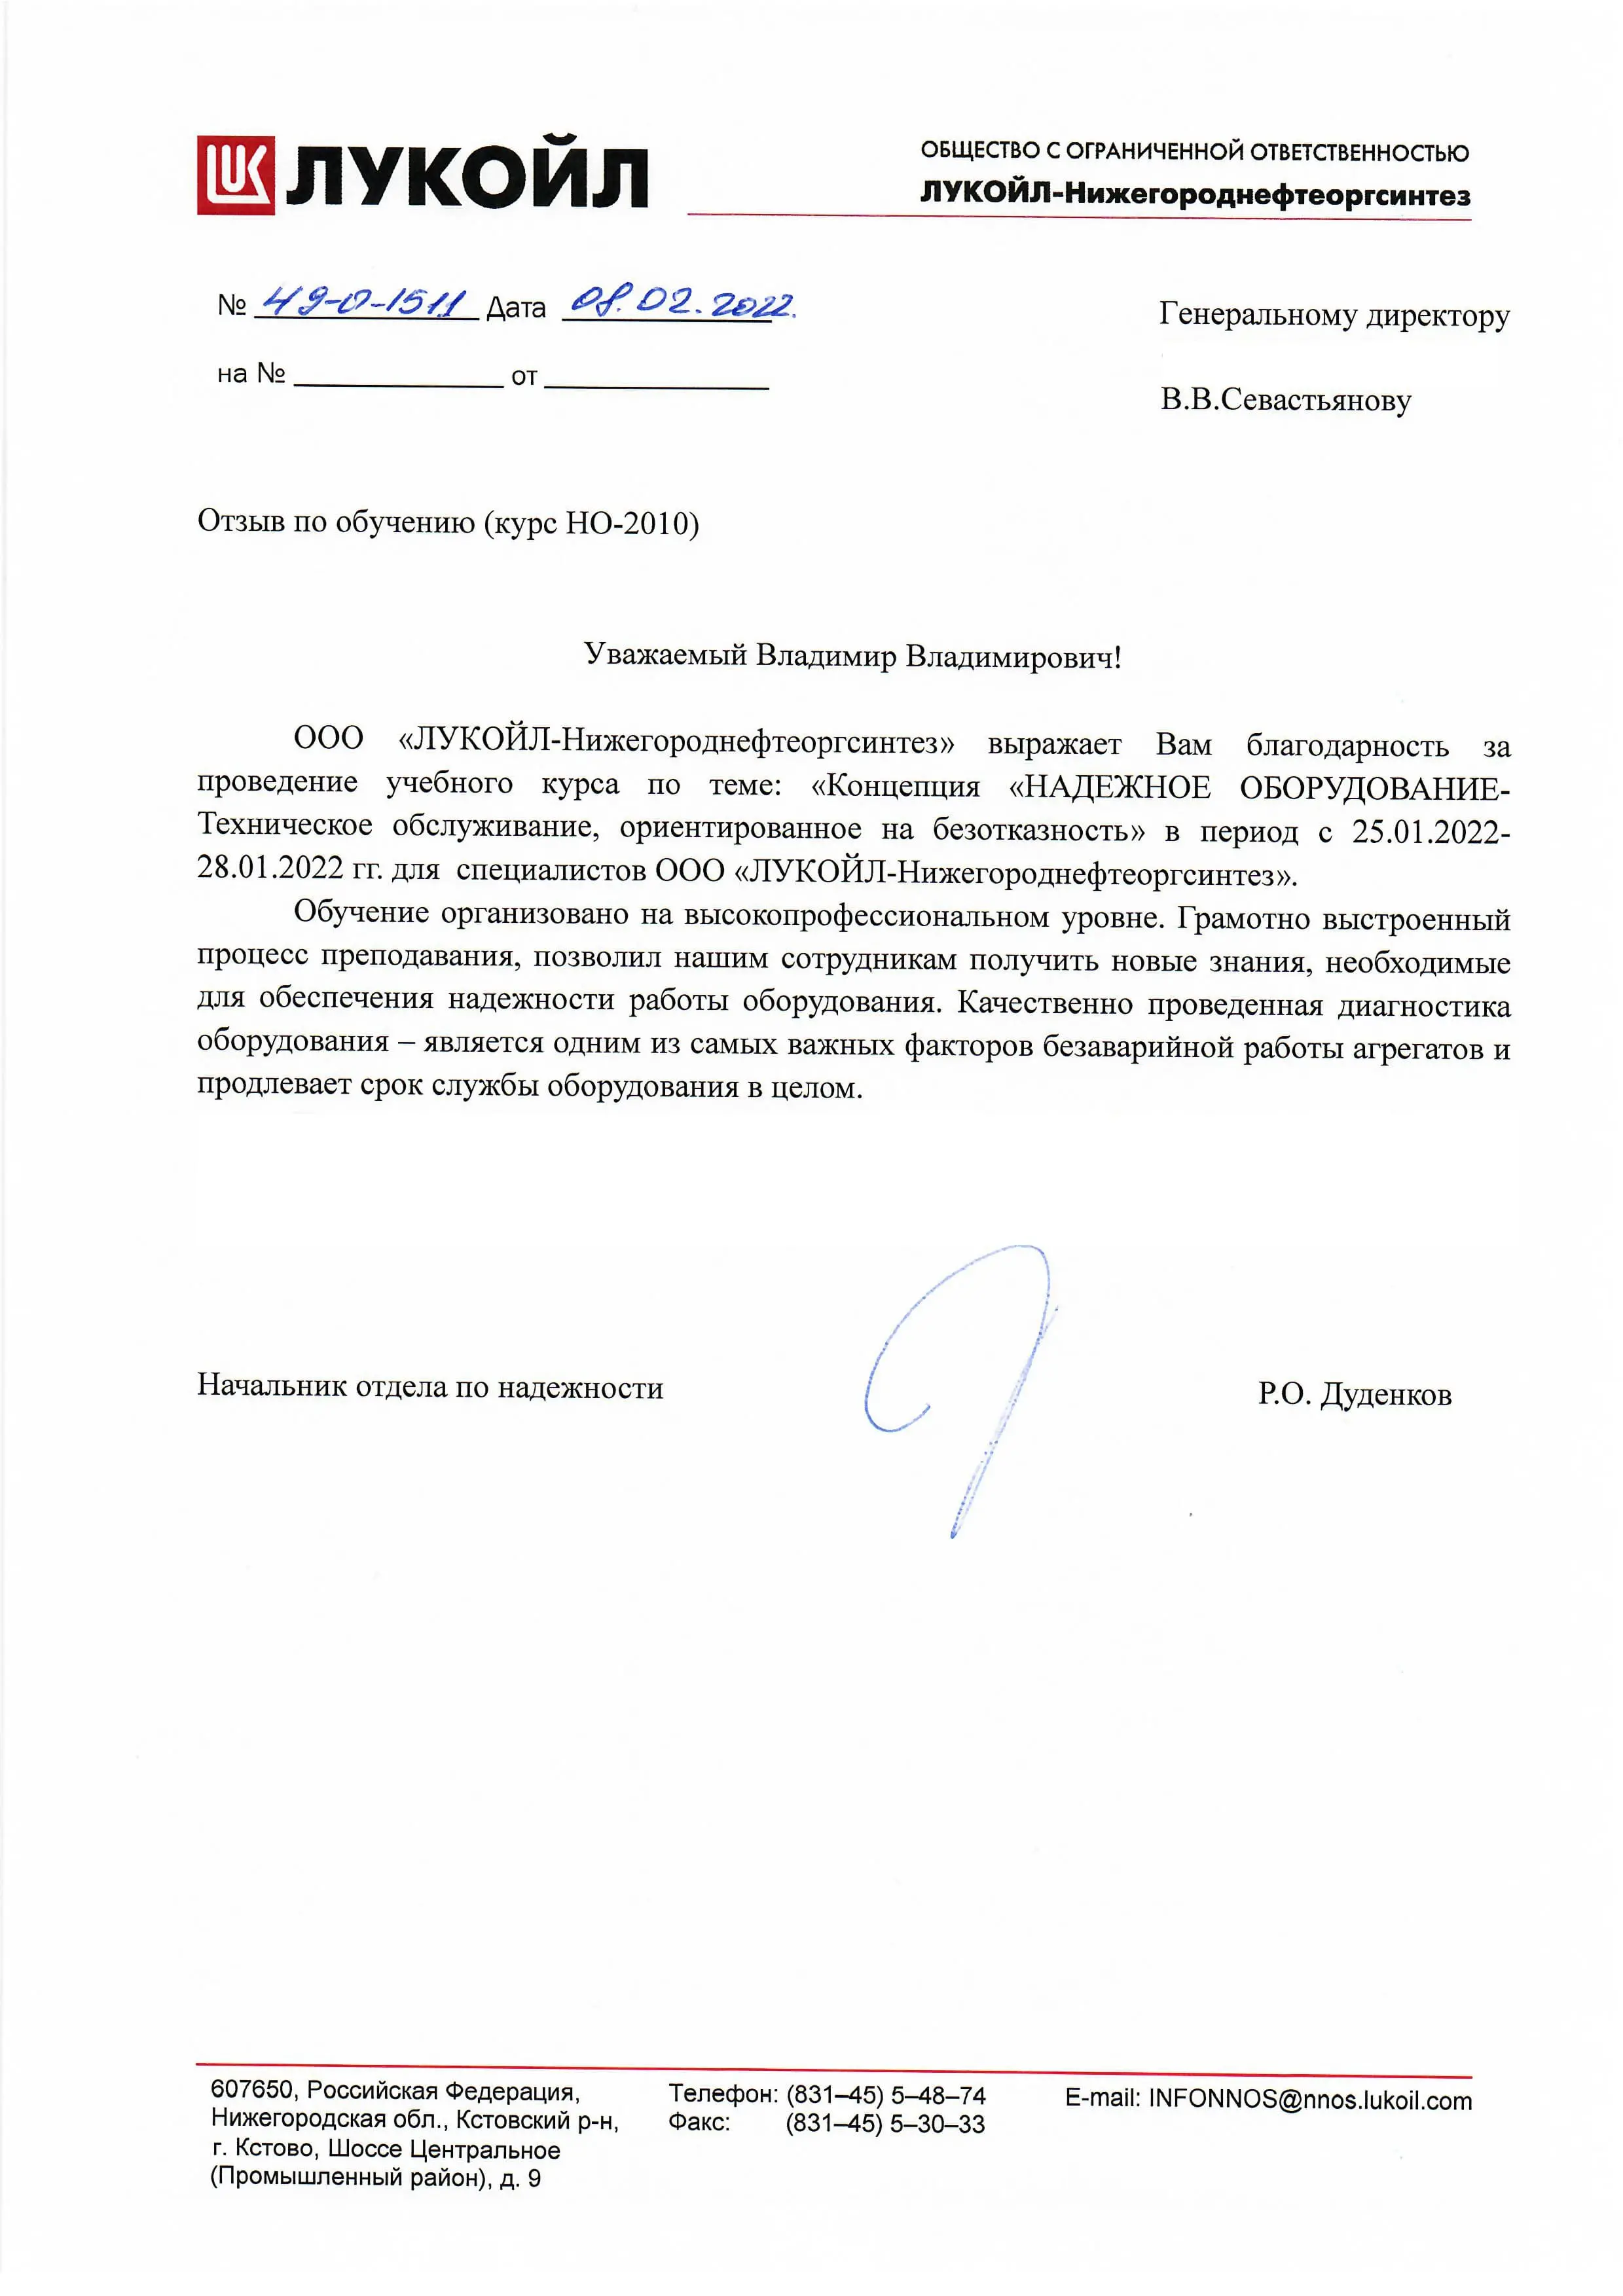 ЛУКОЙЛ
ОБЩЕСТВО С ОГРАНИЧЕННОЙ ОТВЕТСТВЕННОСТЬЮ
ЛУКОЙЛ-Нижегороднефтеоргсинтез
№ 49-0-1511 Дата 08.02.2022.
на № от
Генеральному директору
В.В.Севастьянову
Отзыв по обучению (курс НО-2010)
Уважаемый Владимир Владимирович!
ООО «ЛУКОЙЛ-Нижегороднефтеоргсинтез» выражает Вам благодарность за
проведение учебного курса по теме: «Концепция «НАДЕЖНОЕ ОБОРУДОВАНИЕ-
Техническое обслуживание, ориентированное на безотказность» в период с 25.01.2022-
28.01.2022 гг. для специалистов ООО «ЛУКОЙЛ-Нижегороднефтеоргсинтез».
Обучение организовано на высокопрофессиональном уровне. Грамотно выстроенный
процесс преподавания, позволил нашим сотрудникам получить новые знания, необходимые
для обеспечения надежности работы оборудования. Качественно проведенная диагностика
оборудования – является одним из самых важных факторов безаварийной работы агрегатов и
продлевает срок службы оборудования в целом.
Начальник отдела по надежности Р.О. Дуденков
607650, Российская Федерация,
Нижегородская обл., Кстовский р-н,
г. Кстово, Шоссе Центральное
(Промышленный район), д. 9
Телефон: (831–45) 5–48–74
Факс: (831–45) 5–30–33
E-mail: INFONNOS@nnos.lukoil.com